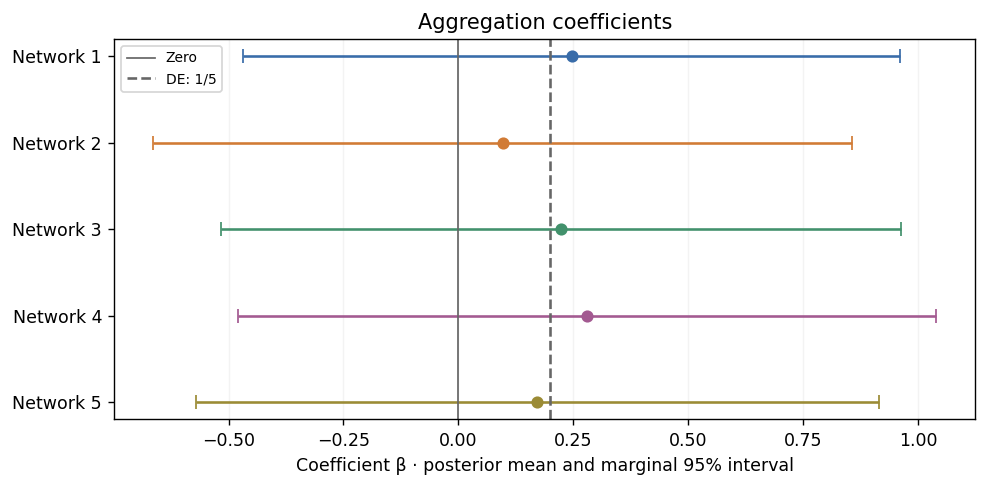 Aggregation coefficients
Zero
DE: 1/5
Network 1
Network 2
Network 3
Network 4
Network 5
−0.50 −0.25 0.00 0.25 0.50 0.75 1.00
Coefficient β · posterior mean and marginal 95% interval